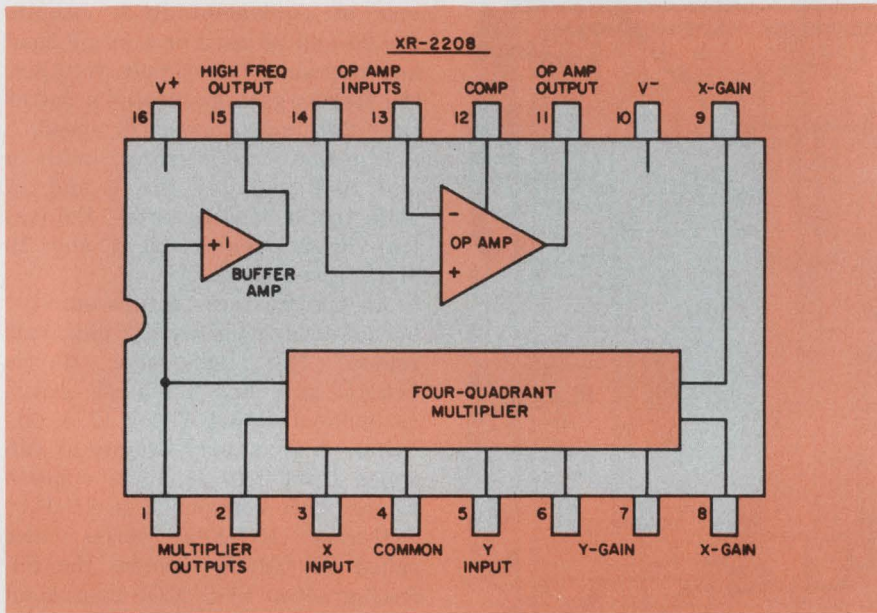 XR-2208
V+
HIGH FREQ OUTPUT
OP AMP INPUTS
COMP
OP AMP OUTPUT
V-
X-GAIN
16 15 14 13 12 11 10 9
+1
BUFFER AMP
-
OP AMP
+
FOUR-QUADRANT
MULTIPLIER
1 2 3 4 5 6 7 8
MULTIPLIER OUTPUTS
X INPUT
COMMON
Y INPUT
Y-GAIN
X-GAIN